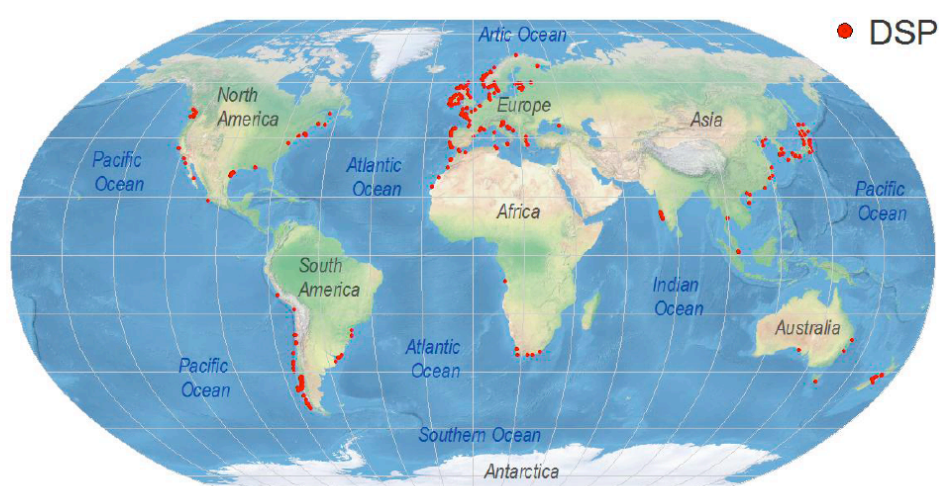 Artic Ocean
DSP
North
America
Europe
Asia
Pacific
Ocean
Atlantic
Ocean
Africa
Pacific
Ocean
South
America
Indian
Ocean
Australia
Atlantic
Ocean
Pacific
Ocean
Southern Ocean
Antarctica